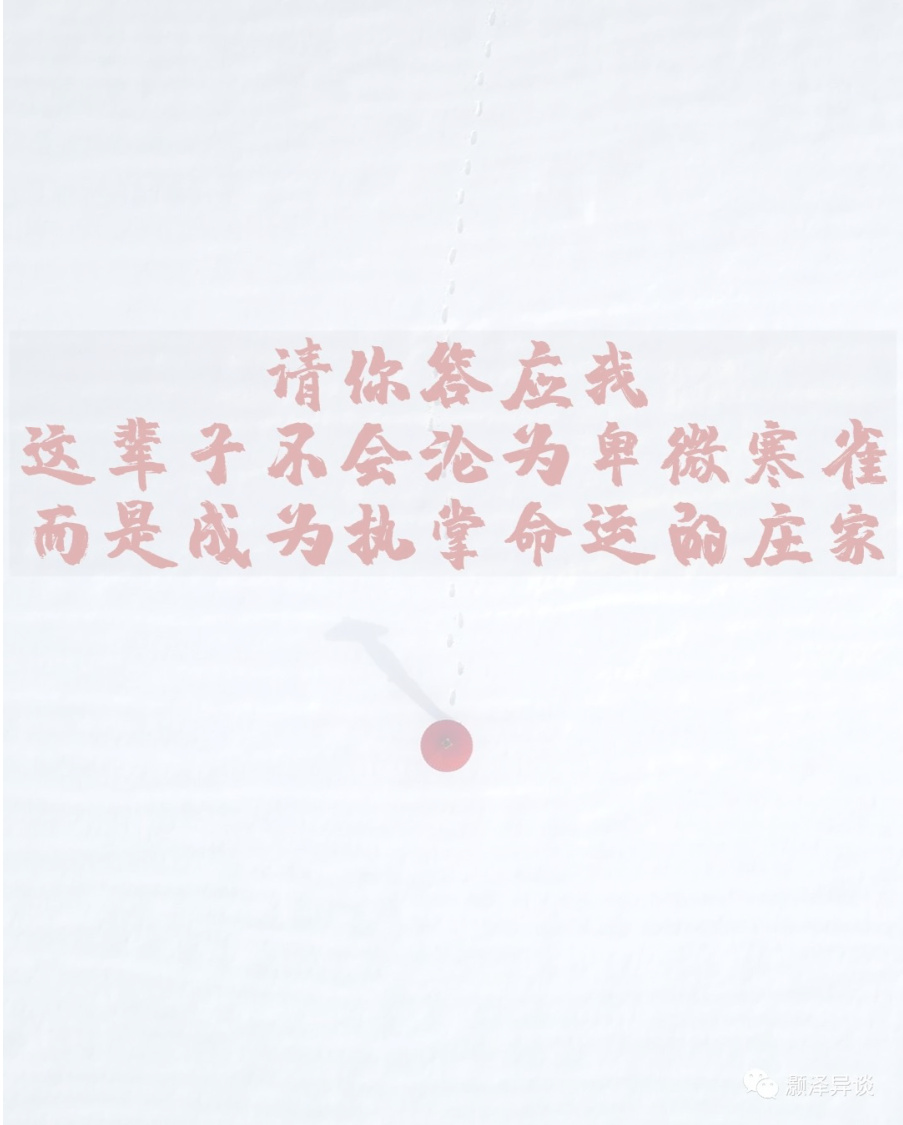 请你答应我
这辈子不会沦为卑微寒雀
而是成为执掌命运的庄家
灏泽异谈